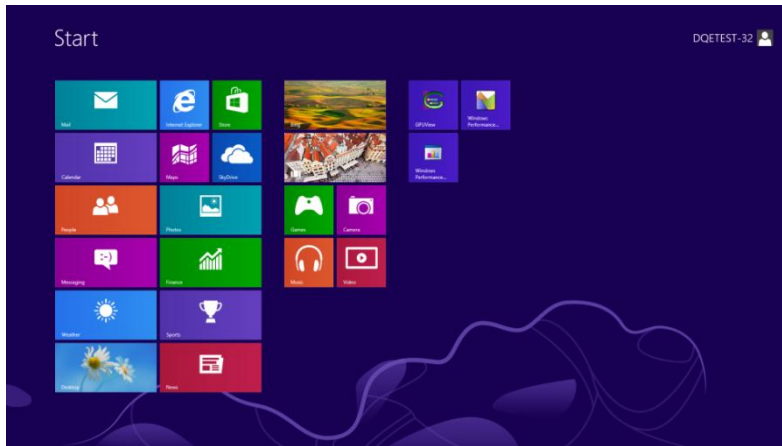 Start
DQETEST-32
Mail
Internet Explorer
Store
Calendar
Maps
SkyDrive
People
Photos
Messaging
:-)
Finance
Weather
Sports
Desktop
News
Bing
Games
Camera
Music
Video
GPUView
Windows
Performance...
Windows
Performance...